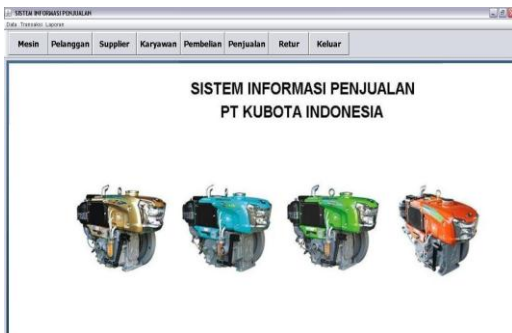 SISTEM INFORMASI PENJUALAN
Data Transaksi Laporan
Mesin Pelanggan Supplier Karyawan Pembelian Penjualan Retur Keluar
SISTEM INFORMASI PENJUALAN
PT KUBOTA INDONESIA